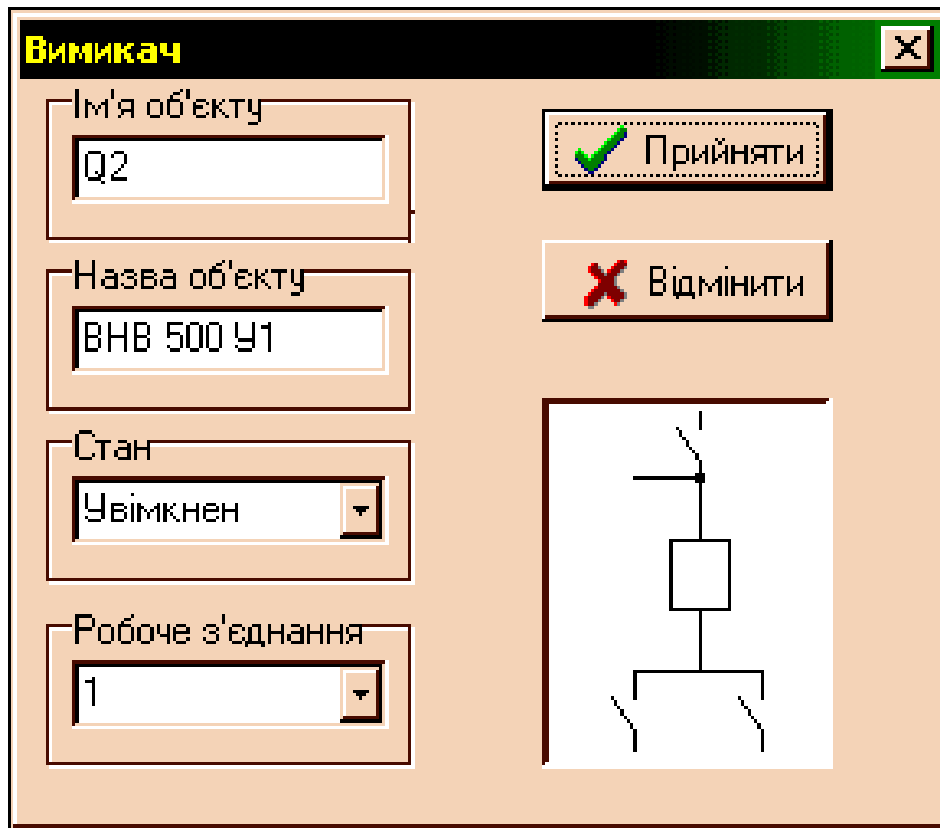 Вимикач
Ім'я об'єкту
Q2
Прийняти
Назва об'єкту
ВНВ 500 У1
Відмінити
Стан
Увімкнен
Робоче з'єднання
1